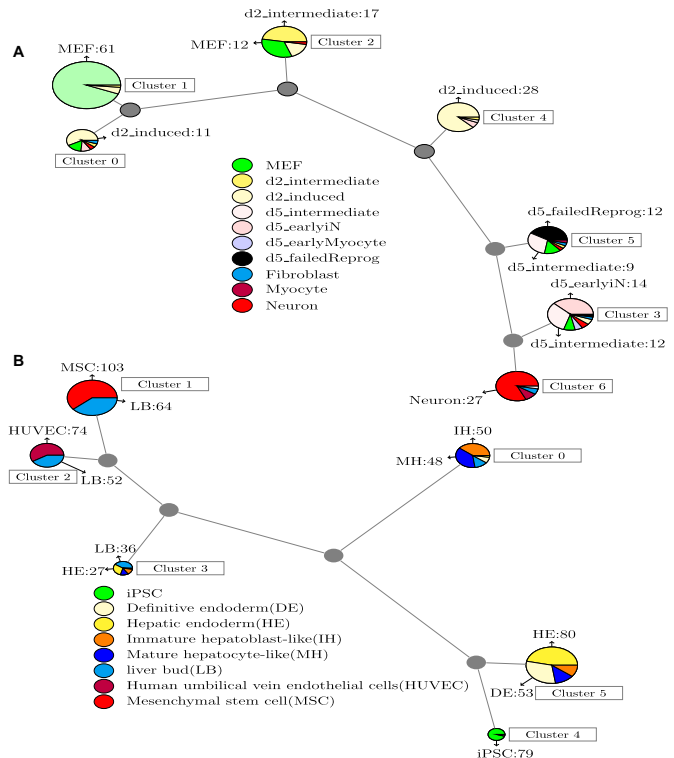 A
d2_intermediate:17
MEF:12
Cluster 2
MEF:61
Cluster 1
d2_induced:11
Cluster 0
d2_induced:28
Cluster 4
MEF
d2_intermediate
d2_induced
d5_intermediate
d5_earlyiN
d5_earlyMyocyte
d5_failedReprog
Fibroblast
Myocyte
Neuron
d5_failedReprog:12
Cluster 5
d5_intermediate:9
d5_earlyiN:14
Cluster 3
d5_intermediate:12
Cluster 6
Neuron:27
B
MSC:103
Cluster 1
LB:64
HUVEC:74
Cluster 2
LB:52
IH:50
MH:48
Cluster 0
LB:36
HE:27
Cluster 3
iPSC
Definitive endoderm(DE)
Hepatic endoderm(HE)
Immature hepatoblast-like(IH)
Mature hepatocyte-like(MH)
liver bud(LB)
Human umbilical vein endothelial cells(HUVEC)
Mesenchymal stem cell(MSC)
HE:80
DE:53
Cluster 5
Cluster 4
iPSC:79